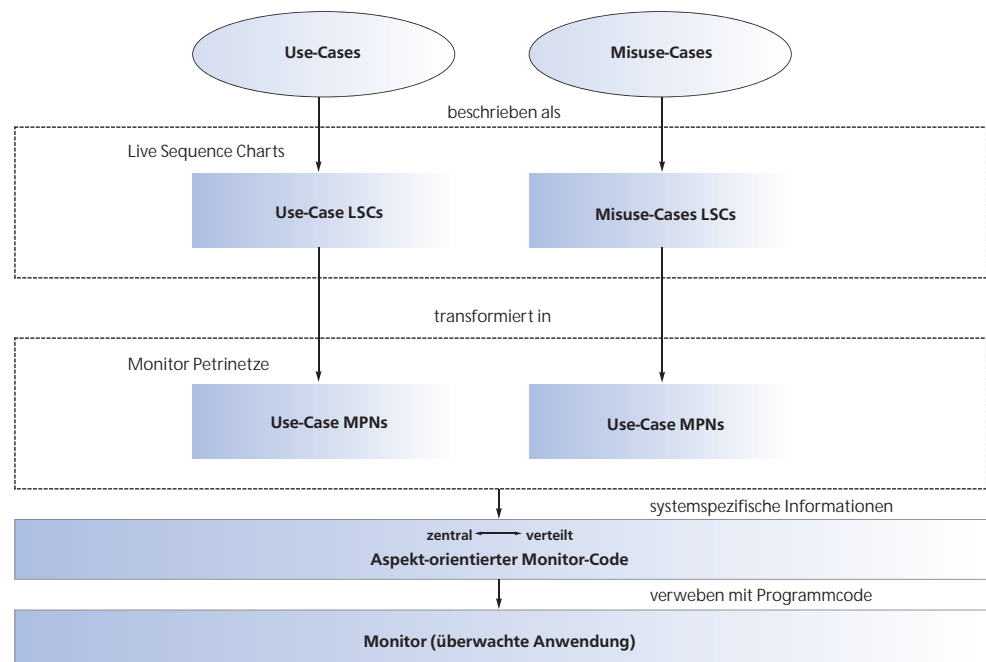 Use-Cases
Misuse-Cases
beschrieben als
Live Sequence Charts
Use-Case LSCs
Misuse-Cases LSCs
transformiert in
Monitor Petrinetze
Use-Case MPNs
Use-Case MPNs
systemspezifische Informationen
zentral verteilt
Aspekt-orientierter Monitor-Code
verweben mit Programmcode
Monitor (überwachte Anwendung)